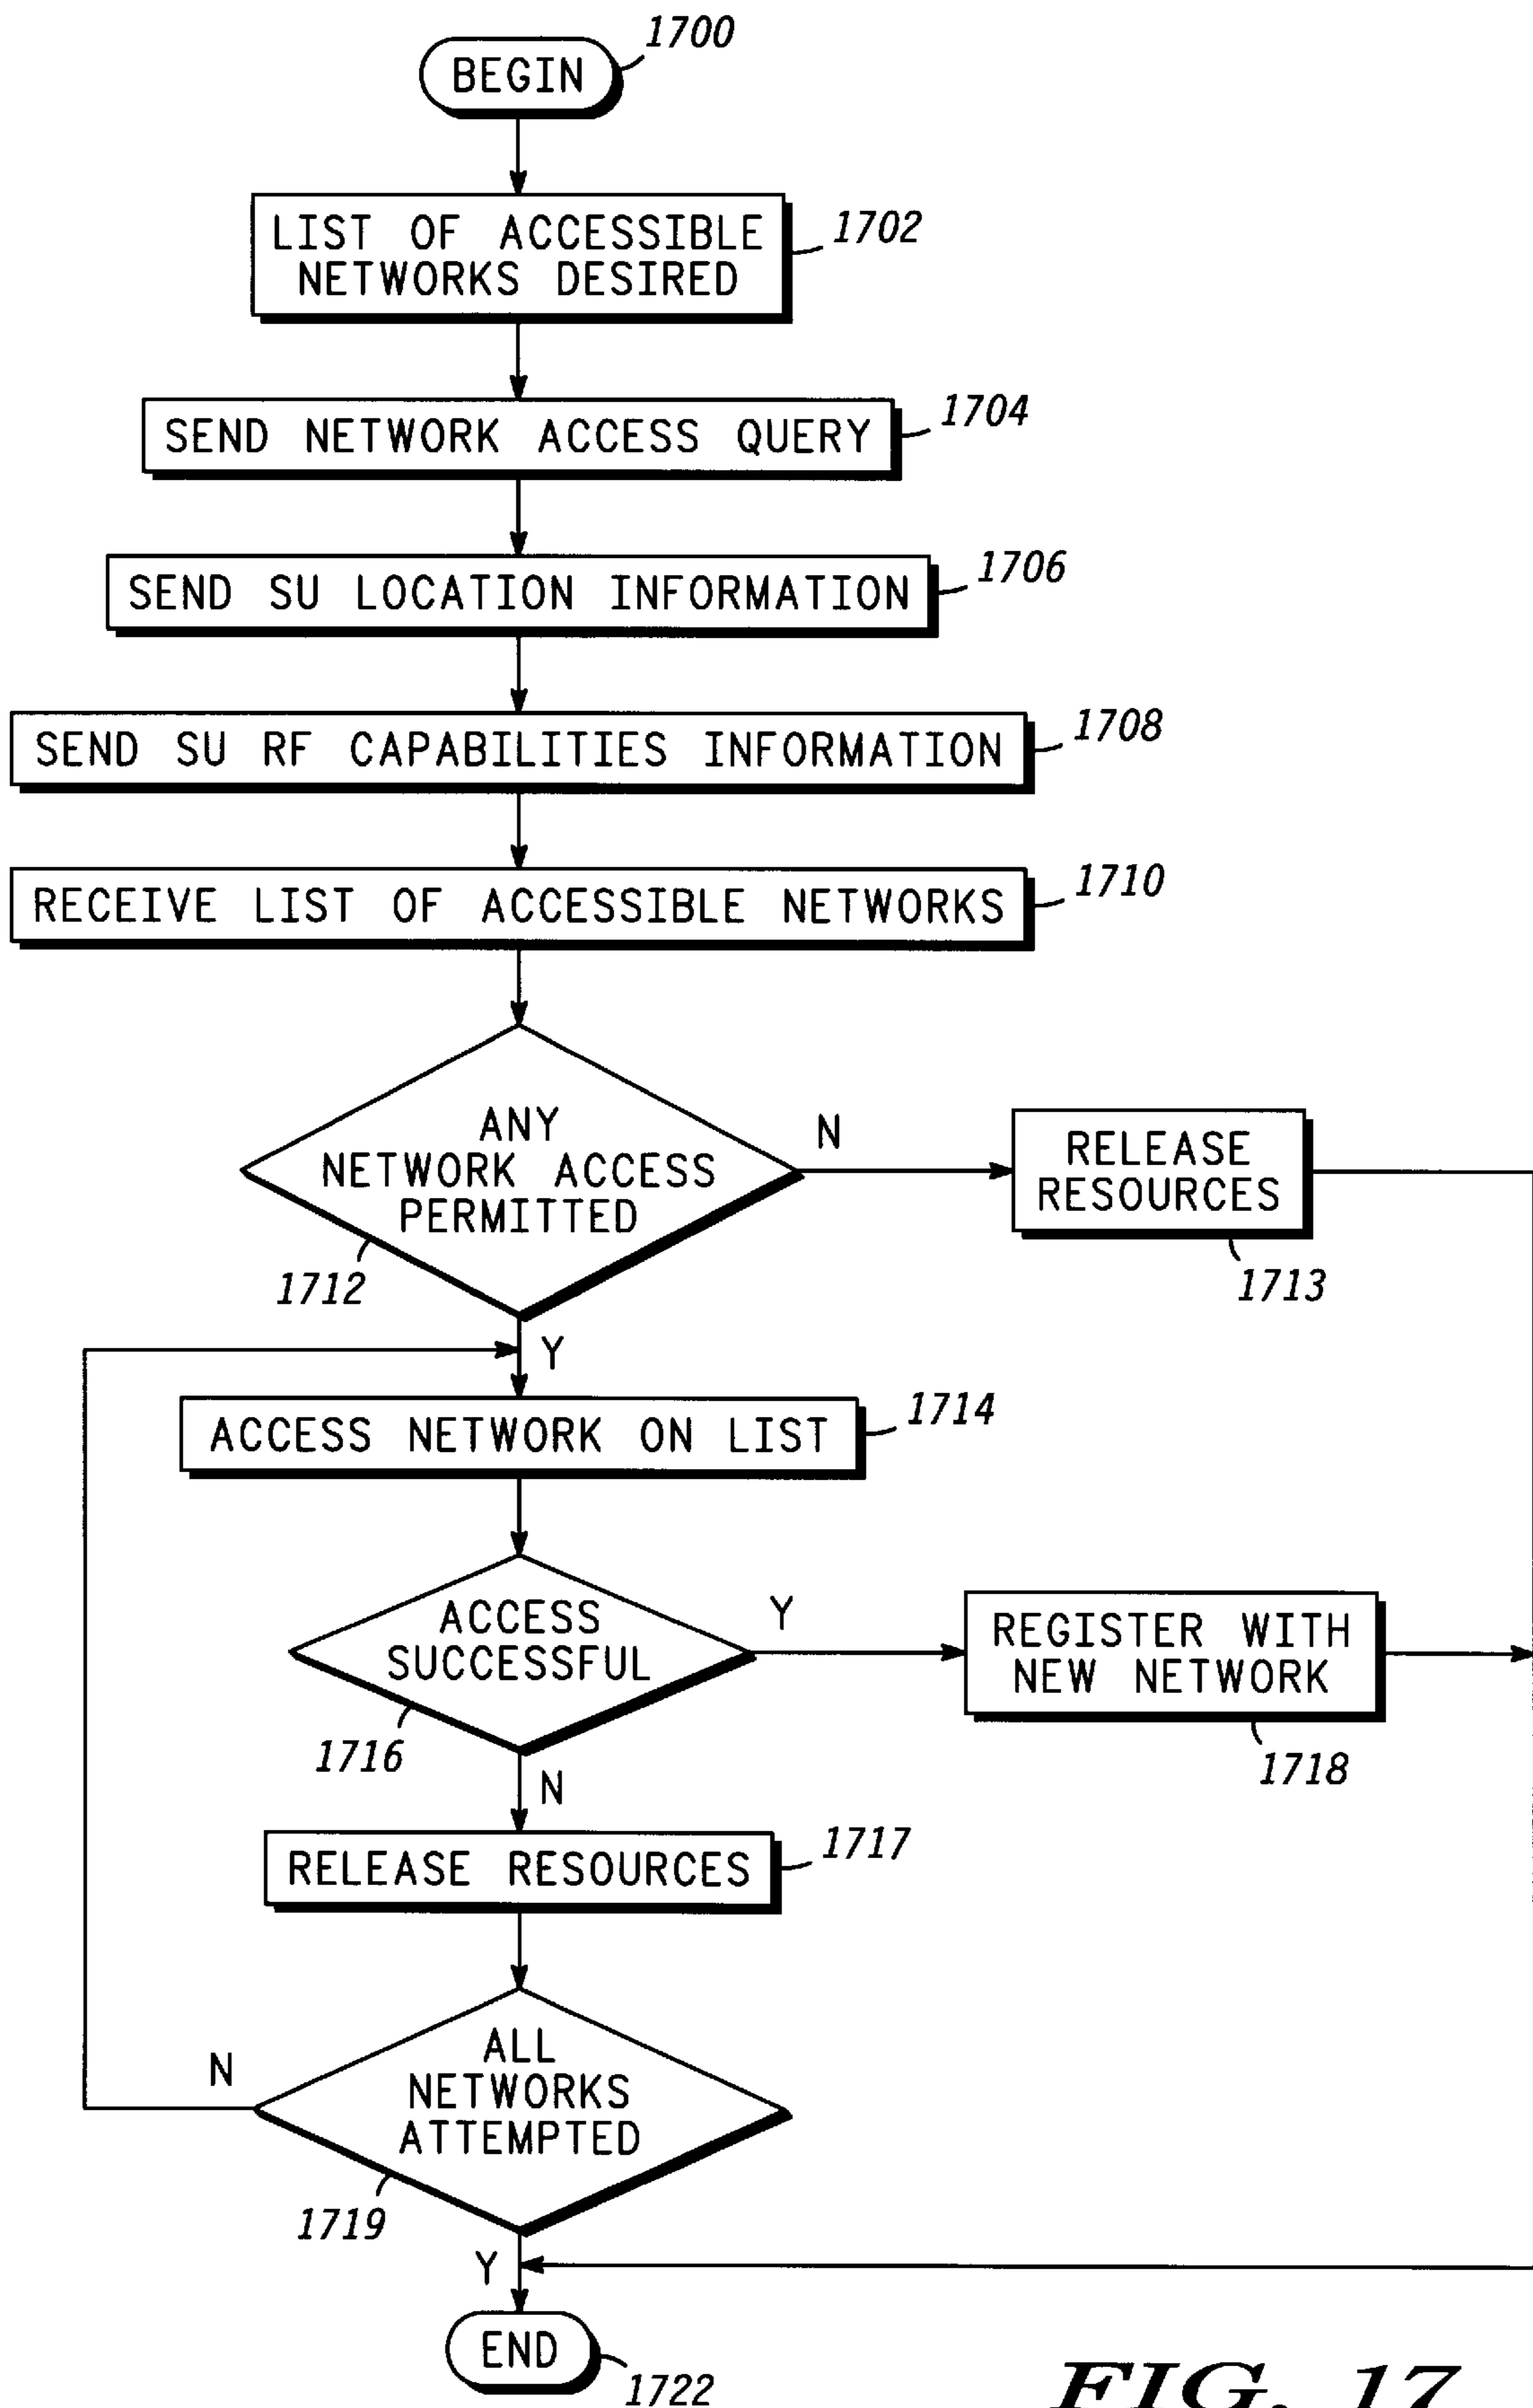 1700
BEGIN
LIST OF ACCESSIBLE
NETWORKS DESIRED
1702
SEND NETWORK ACCESS QUERY
1704
SEND SU LOCATION INFORMATION
1706
SEND SU RF CAPABILITIES INFORMATION
1708
RECEIVE LIST OF ACCESSIBLE NETWORKS
1710
ANY
NETWORK ACCESS
PERMITTED
1712
N
RELEASE
RESOURCES
1713
Y
ACCESS NETWORK ON LIST
1714
ACCESS
SUCCESSFUL
1716
Y
REGISTER WITH
NEW NETWORK
1718
N
RELEASE RESOURCES
1717
ALL
NETWORKS
ATTEMPTED
1719
N
Y
END
1722
FIG. 17